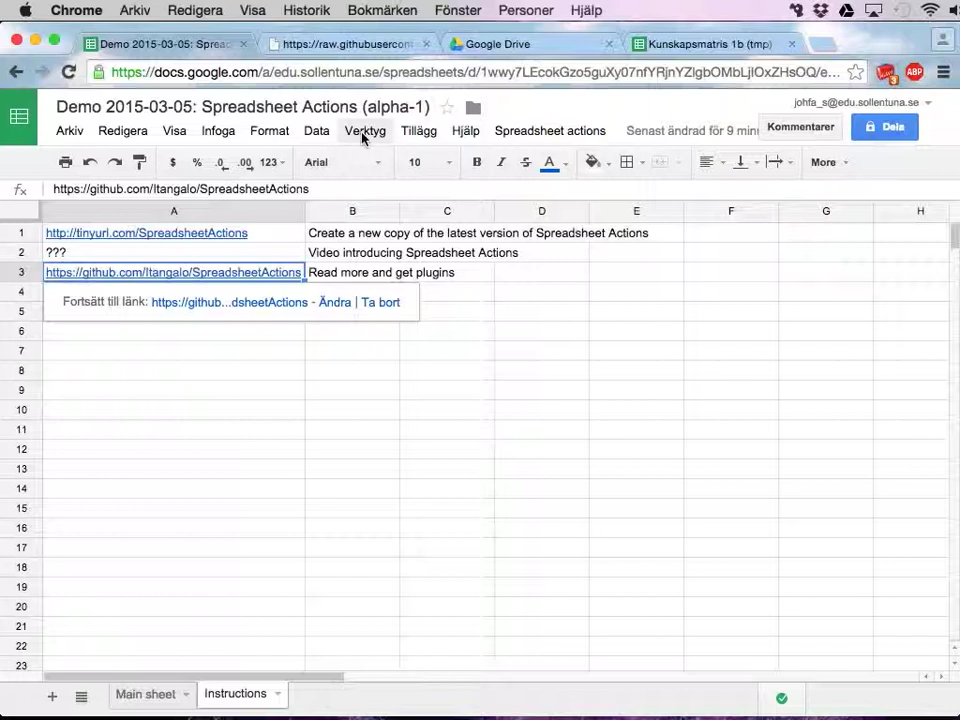 Chrome Arkiv Redigera Visa Historik Bokmärken Fönster Personer Hjälp
Demo 2015-03-05: Spreads × https://raw.githubusercont × Google Drive × Kunskapsmatris 1b (tmp) ×
https://docs.google.com/a/edu.sollentuna.se/spreadsheets/d/1wwy7LEcokGzo5guXy07nfYRjnYZlgbOMbLjIOxZHsOQ/e... 3 ABP
Demo 2015-03-05: Spreadsheet Actions (alpha-1) johfa_s@edu.sollentuna.se
Arkiv Redigera Visa Infoga Format Data Verktyg Tillägg Hjälp Spreadsheet actions Senast ändrad för 9 min Kommentarer Dela
$ % .0 .00 123 Arial 10 B I S A More
fx https://github.com/Itangalo/SpreadsheetActions
A B C D E F G H
1 http://tinyurl.com/SpreadsheetActions Create a new copy of the latest version of Spreadsheet Actions
2 ??? Video introducing Spreadsheet Actions
3 https://github.com/Itangalo/SpreadsheetActions Read more and get plugins
4
Fortsätt till länk: https://github...dsheetActions - Ändra | Ta bort
5
6
7
8
9
10
11
12
13
14
15
16
17
18
19
20
21
22
23
+ Main sheet Instructions